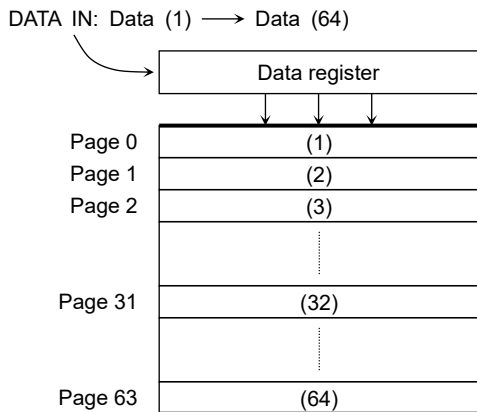 DATA IN: Data (1) → Data (64)
Data register
Page 0 (1)
Page 1 (2)
Page 2 (3)
Page 31 (32)
Page 63 (64)